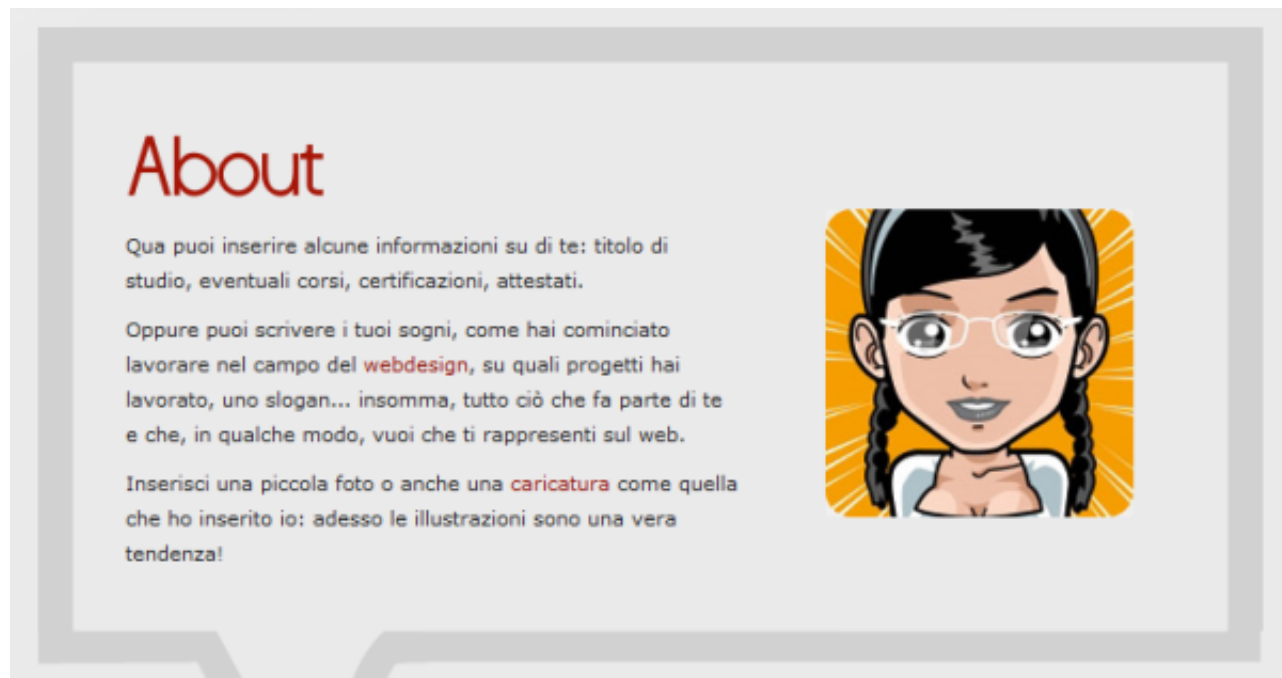 About
Qua puoi inserire alcune informazioni su di te: titolo di
studio, eventuali corsi, certificazioni, attestati.
Oppure puoi scrivere i tuoi sogni, come hai cominciato
lavorare nel campo del webdesign, su quali progetti hai
lavorato, uno slogan... insomma, tutto ciò che fa parte di te
e che, in qualche modo, vuoi che ti rappresenti sul web.
Inserisci una piccola foto o anche una caricatura come quella
che ho inserito io: adesso le illustrazioni sono una vera
tendenza!